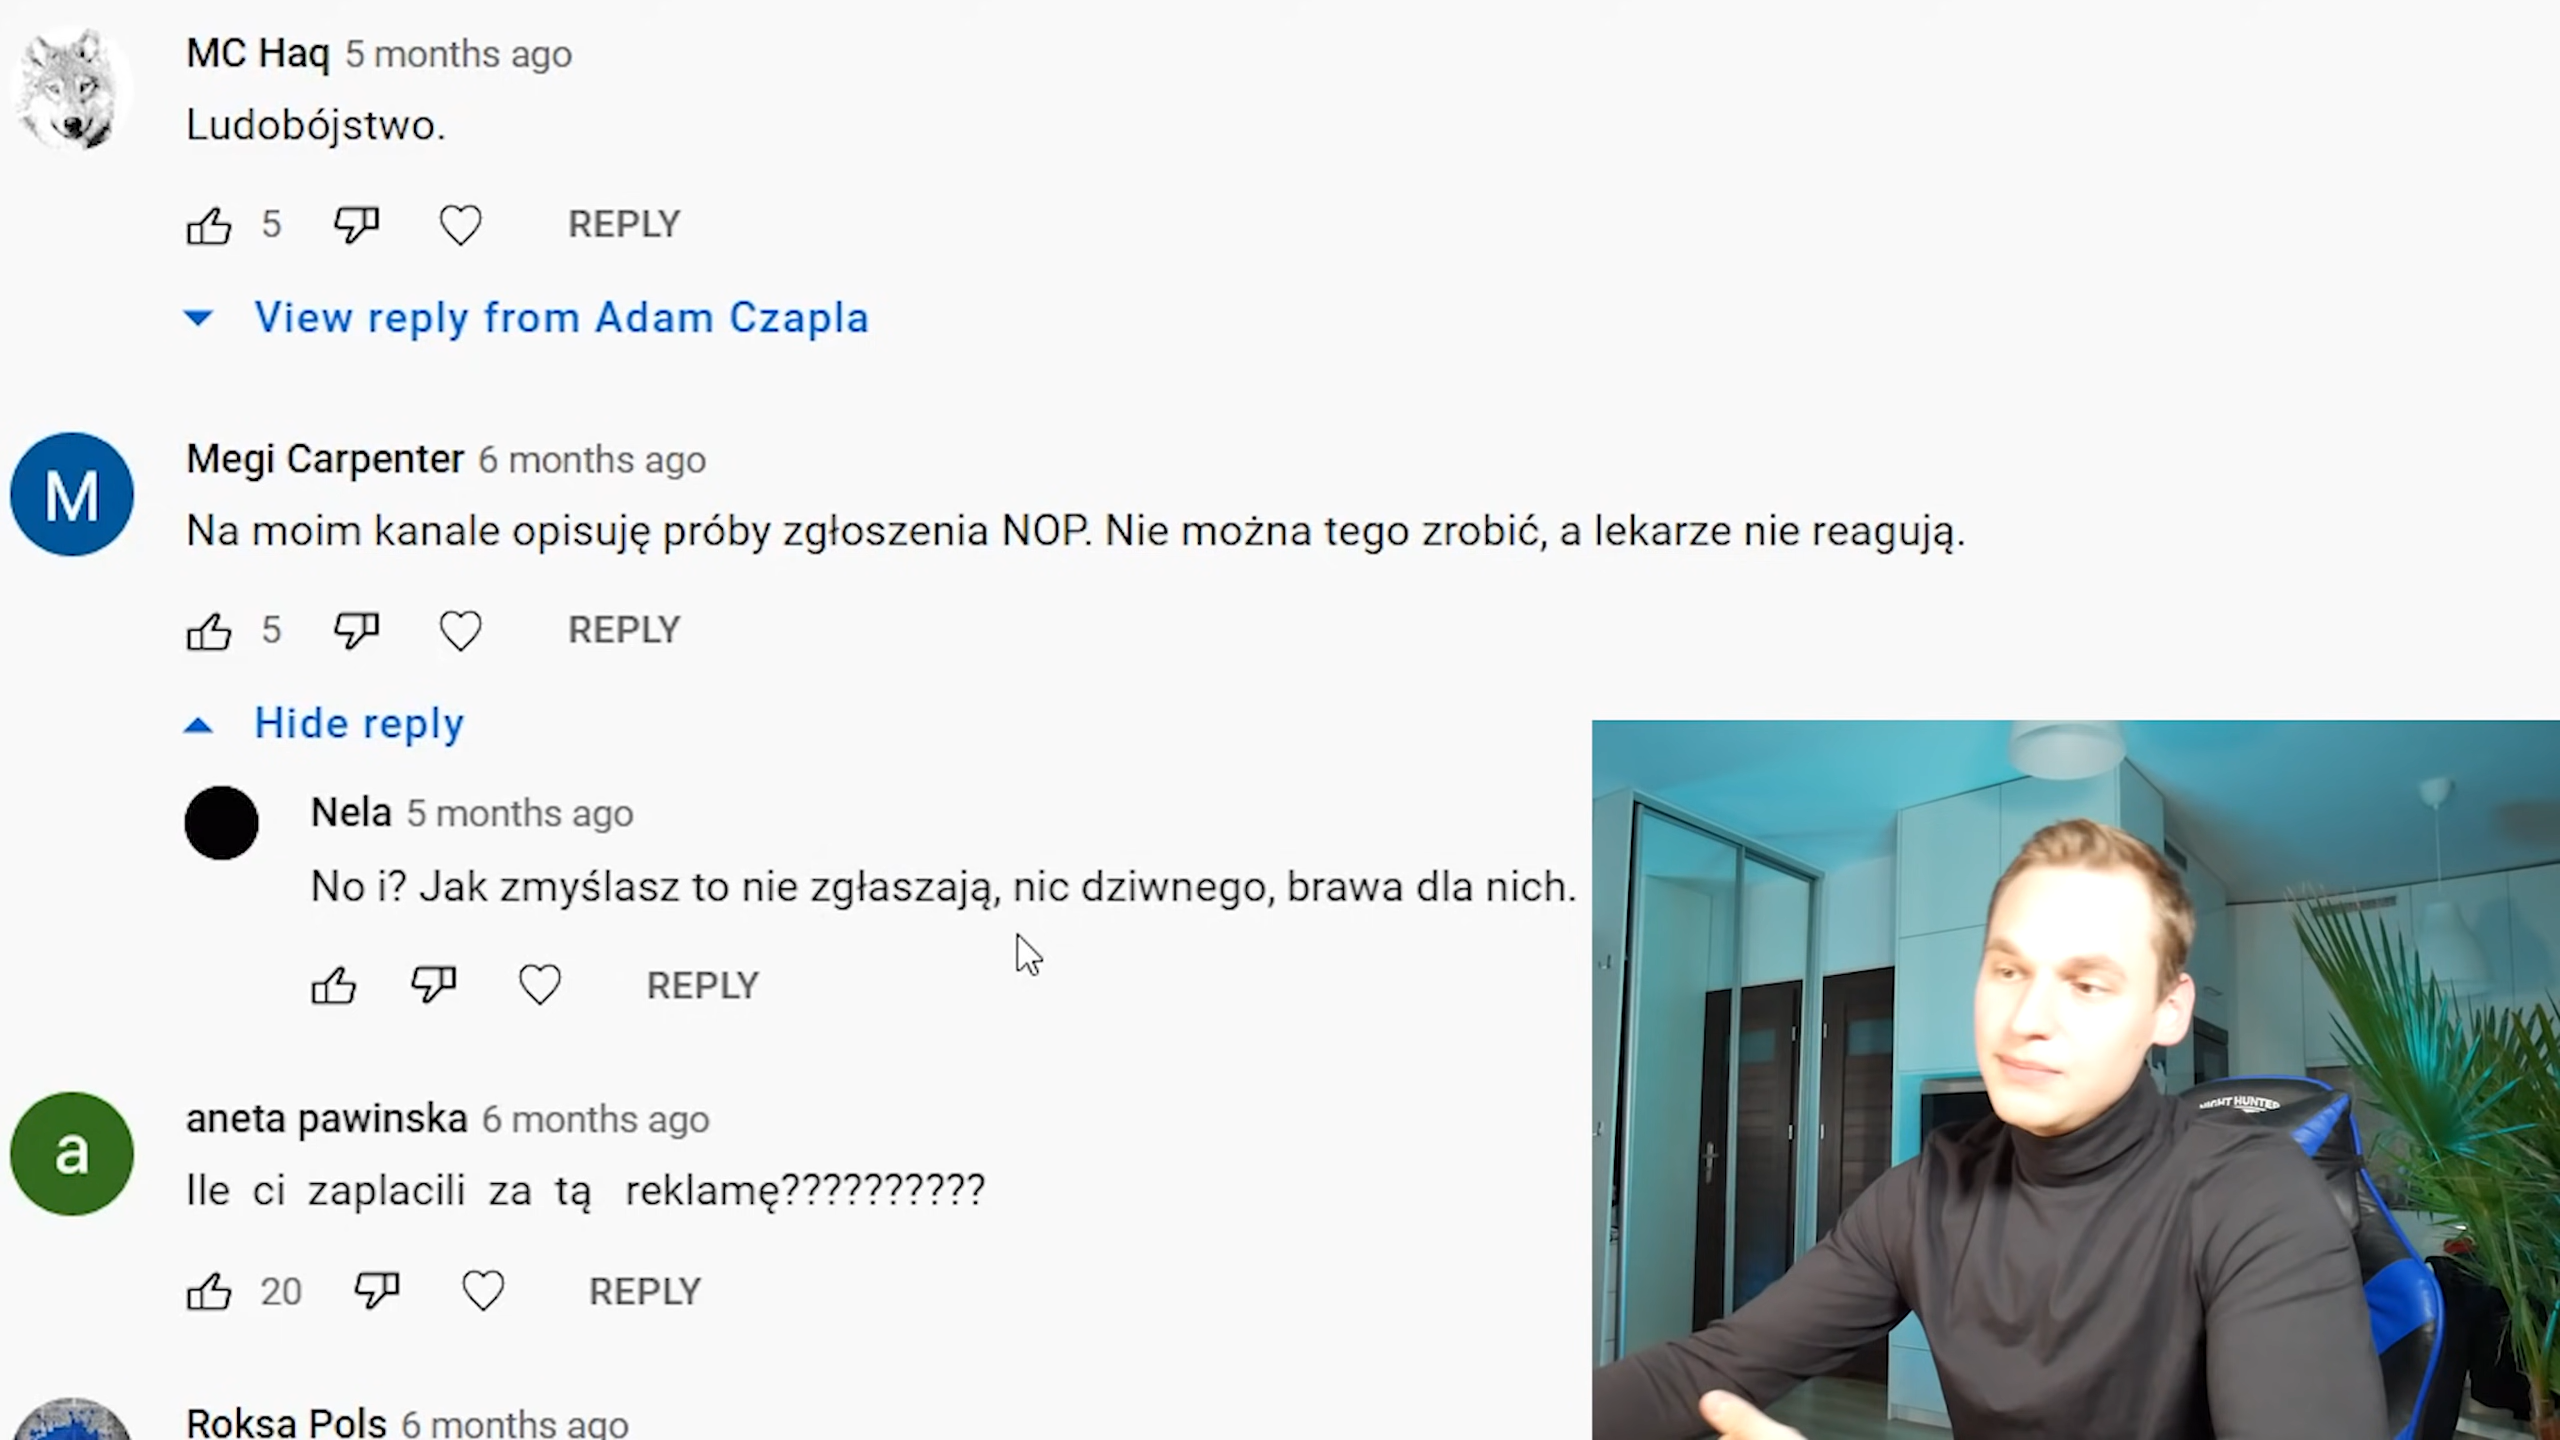 MC Haq 5 months ago
Ludobójstwo.
5 REPLY
View reply from Adam Czapla
M
Megi Carpenter 6 months ago
Na moim kanale opisuję próby zgłoszenia NOP. Nie można tego zrobić, a lekarze nie reagują.
5 REPLY
Hide reply
Nela 5 months ago
No i? Jak zmyślasz to nie zgłaszają, nic dziwnego, brawa dla nich.
REPLY
a
aneta pawinska 6 months ago
Ile ci zaplacili za tą reklamę??????????
20 REPLY
Roksa Pols 6 months ago
NIGHT HUNTER